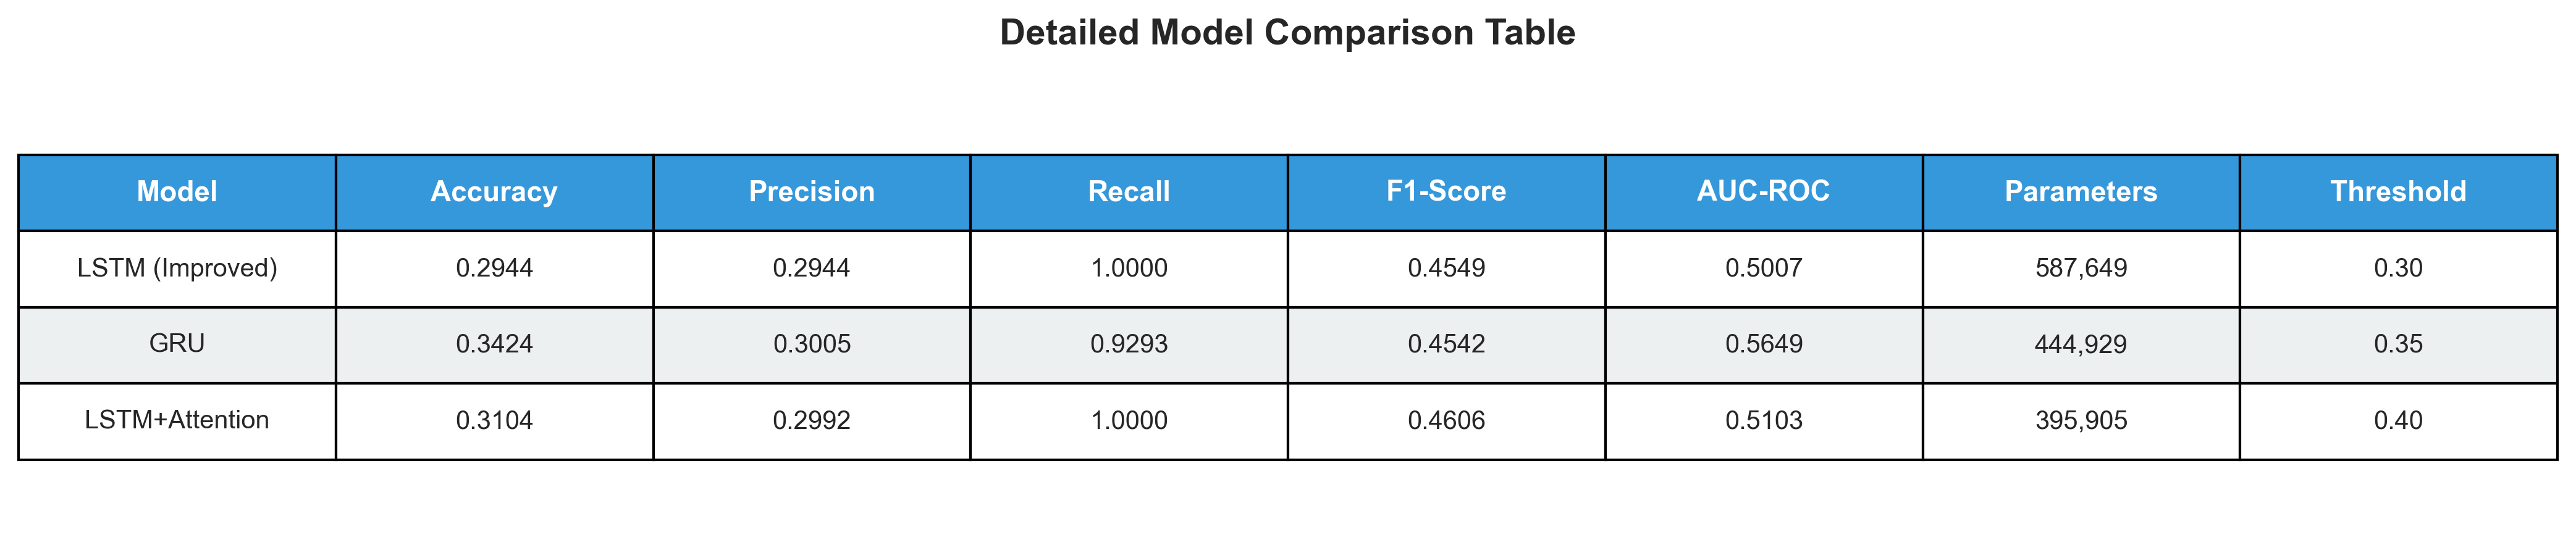 Detailed Model Comparison Table
Model Accuracy Precision Recall F1-Score AUC-ROC Parameters Threshold
LSTM (Improved) 0.2944 0.2944 1.0000 0.4549 0.5007 587,649 0.30
GRU 0.3424 0.3005 0.9293 0.4542 0.5649 444,929 0.35
LSTM+Attention 0.3104 0.2992 1.0000 0.4606 0.5103 395,905 0.40